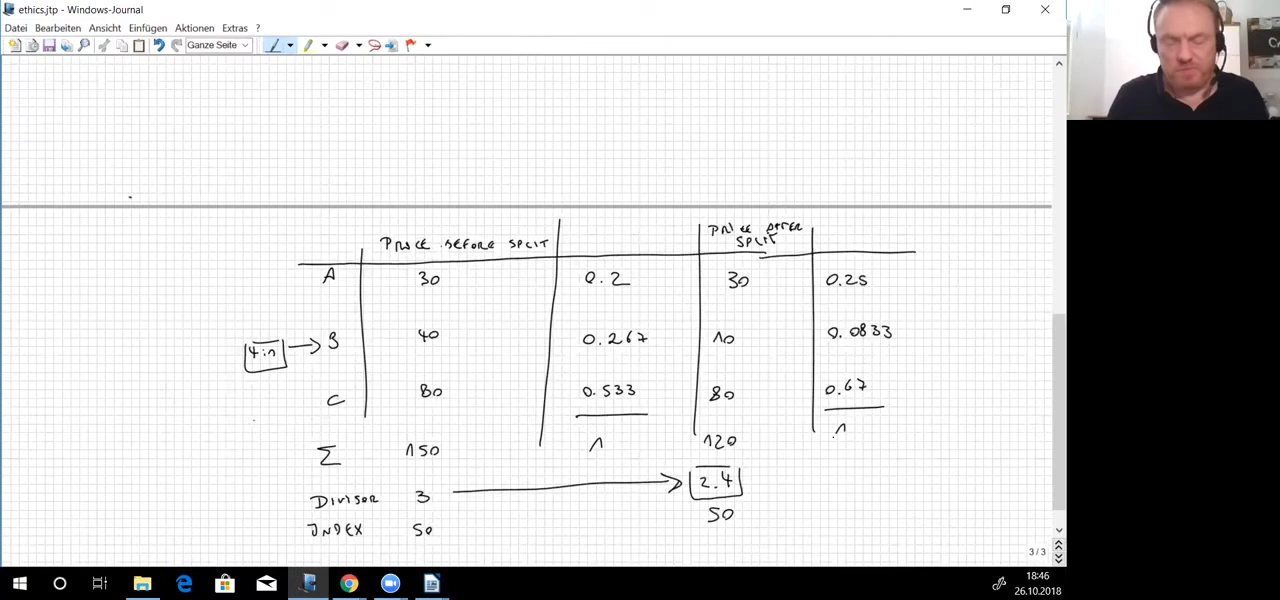 ethics.jtp - Windows-Journal
Datei Bearbeiten Ansicht Einfügen Aktionen Extras ?
Ganze Seite
PRICE BEFORE SPLIT PRICE AFTER SPLIT
A 30 0.2 30 0.25
4 in B 40 0.267 10 0.0833
C 80 0.533 80 0.67
Σ 150 1 120 1
DIVISOR 3 2.4
INDEX 50 50
3 / 3
18:46
26.10.2018